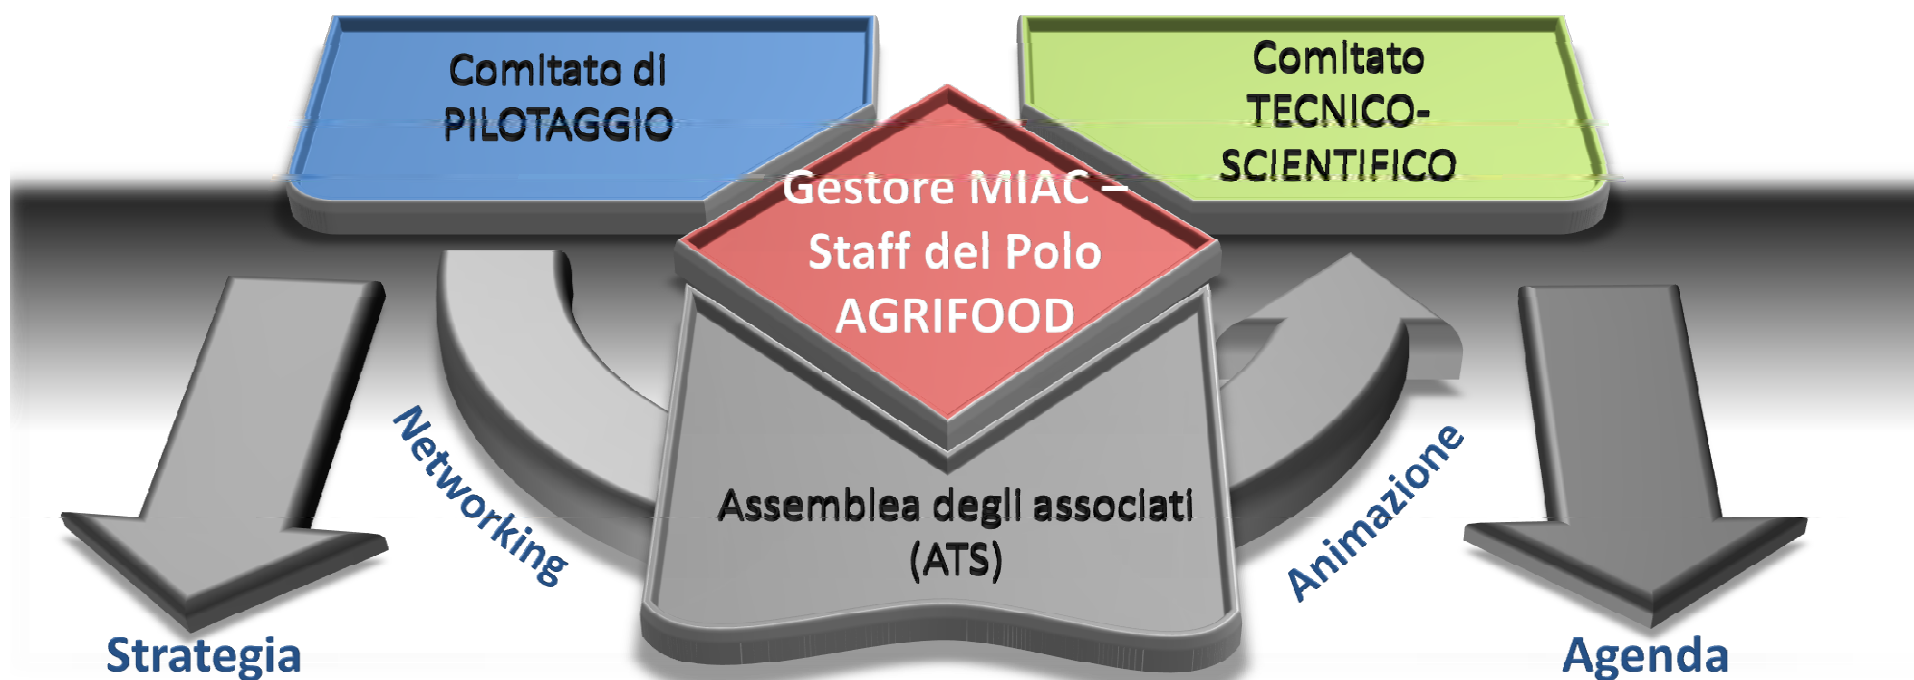 Comitato di
PILOTAGGIO
Comitato
TECNICO-
SCIENTIFICO
Gestore MIAC –
Staff del Polo
AGRIFOOD
Networking
Assemblea degli associati
(ATS)
Animazione
Strategia
Agenda